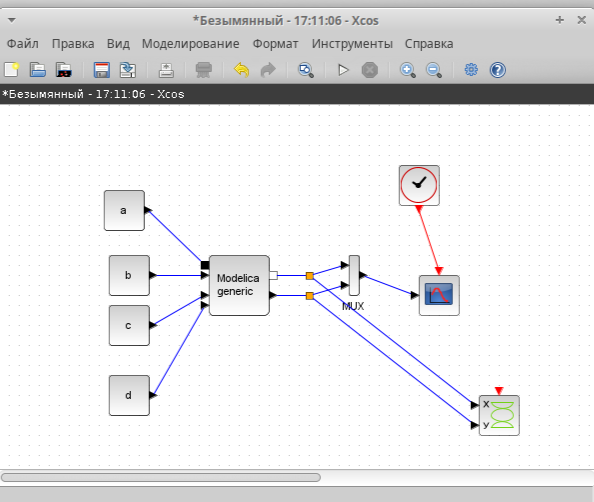 *Безымянный - 17:11:06 - Xcos
Файл Правка Вид Моделирование Формат Инструменты Справка
*Безымянный - 17:11:06 - Xcos
a
b
Modelica
generic
c
MUX
d
X
y